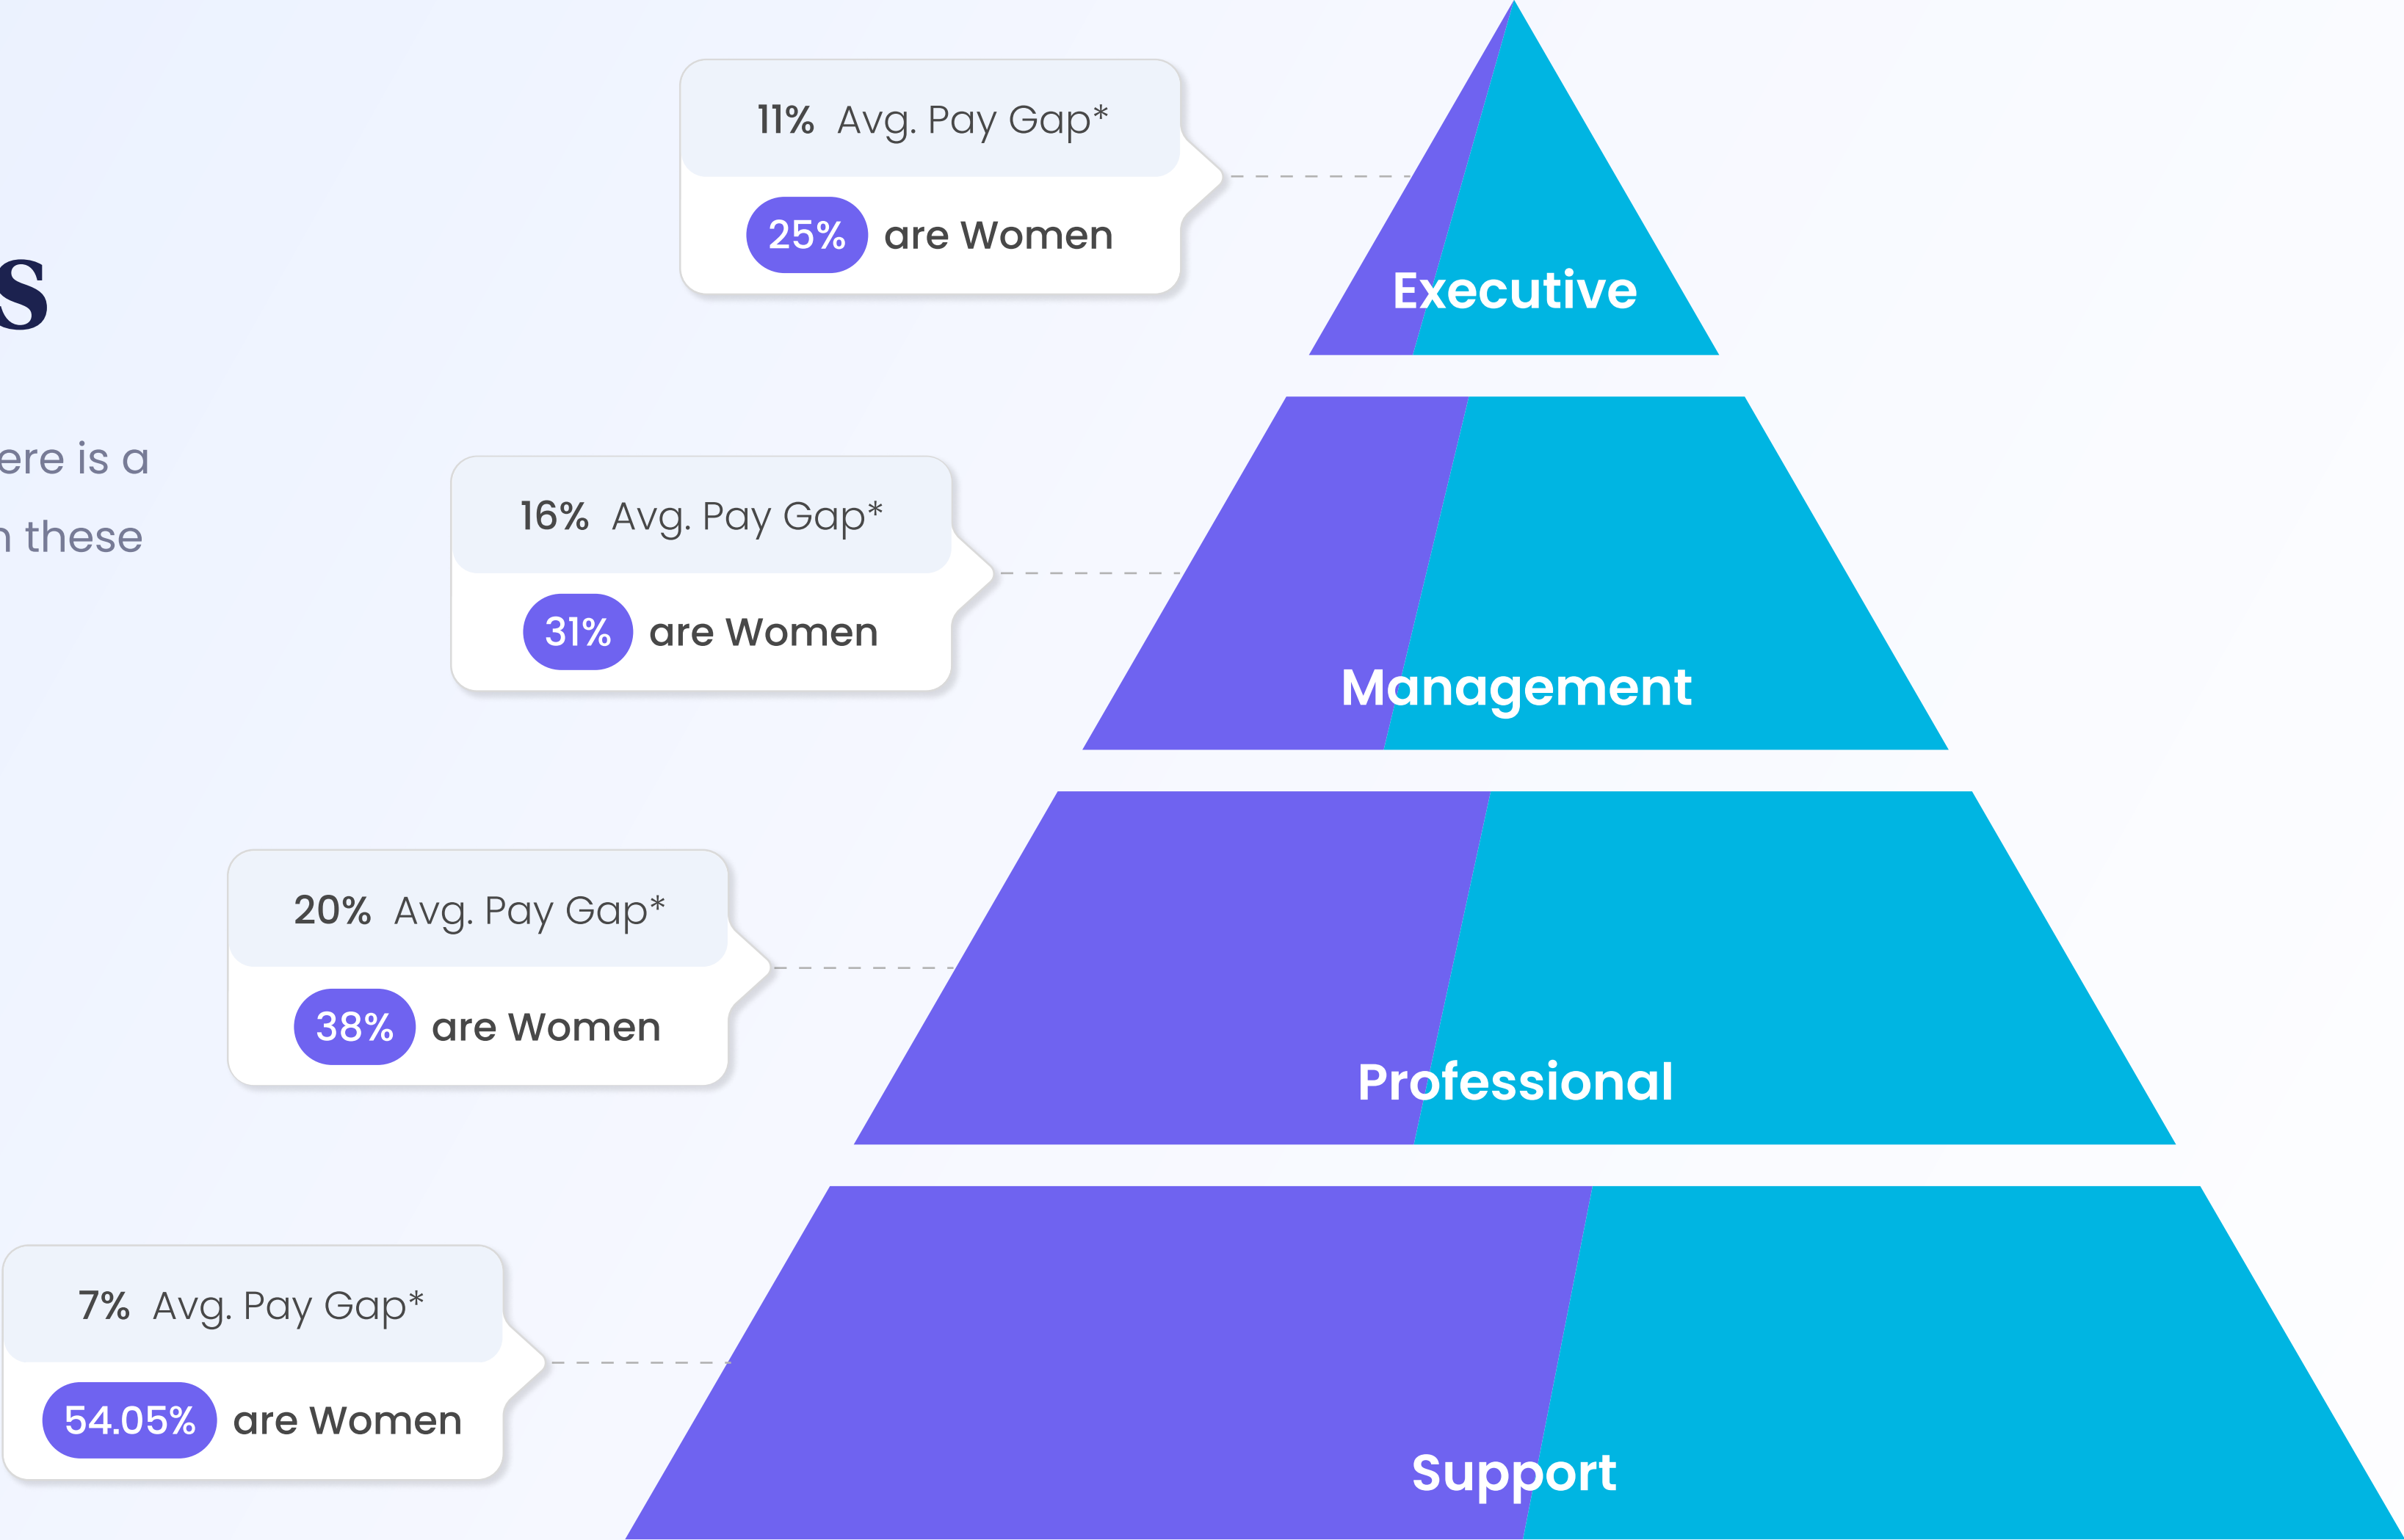 11% Avg. Pay Gap*
25% are Women
Executive
s
ere is a
these
16% Avg. Pay Gap*
31% are Women
Management
20% Avg. Pay Gap*
38% are Women
Professional
7% Avg. Pay Gap*
54.05% are Women
Support